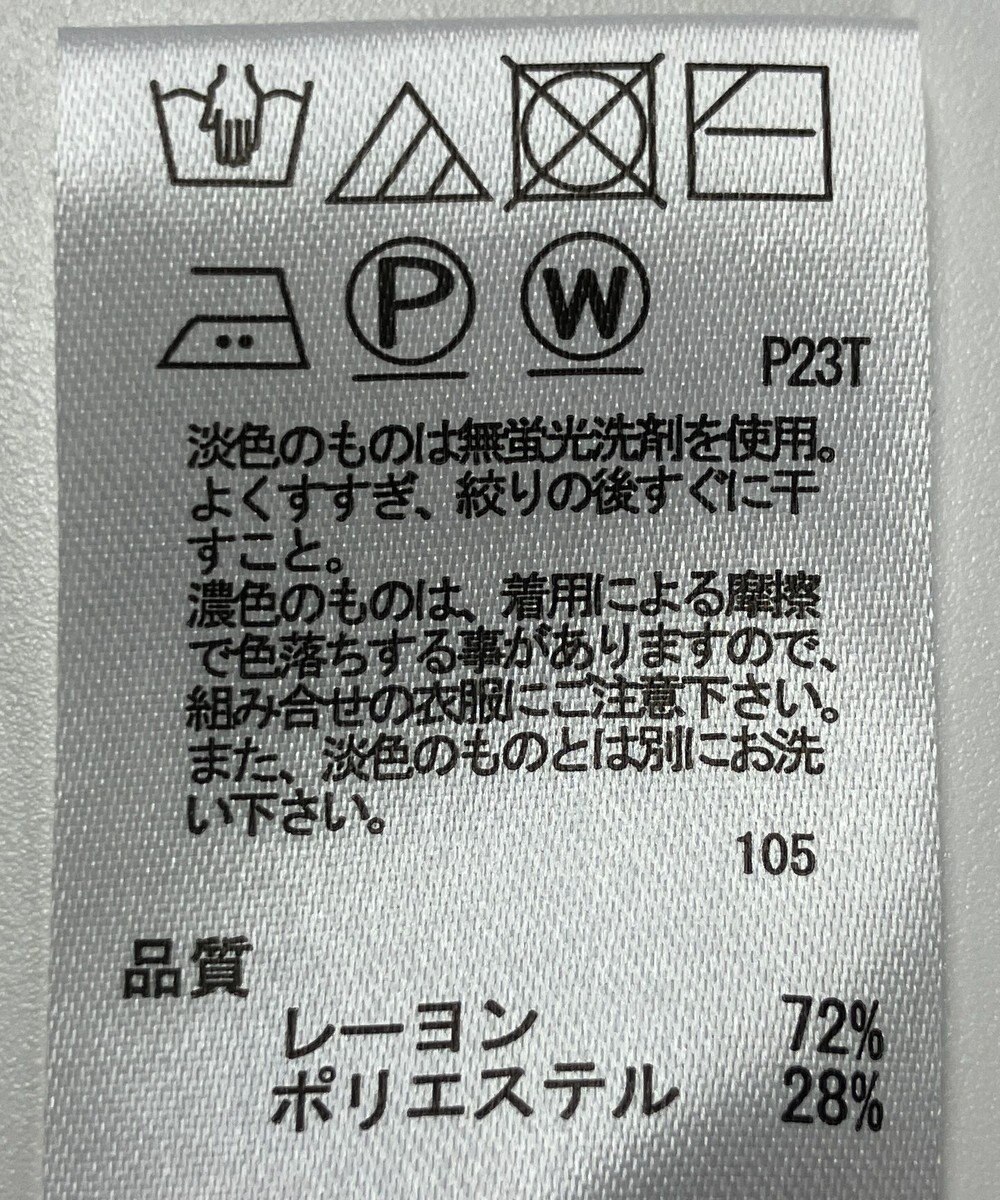 P W P23T
淡色のものは無蛍光洗剤を使用。
よくすすぎ、絞りの後すぐに干
すこと。
濃色のものは、着用による摩擦
で色落ちする事がありますので、
組み合せの衣服にご注意下さい。
また、淡色のものとは別にお洗
い下さい。
105
品質
レーヨン 72%
ポリエステル 28%